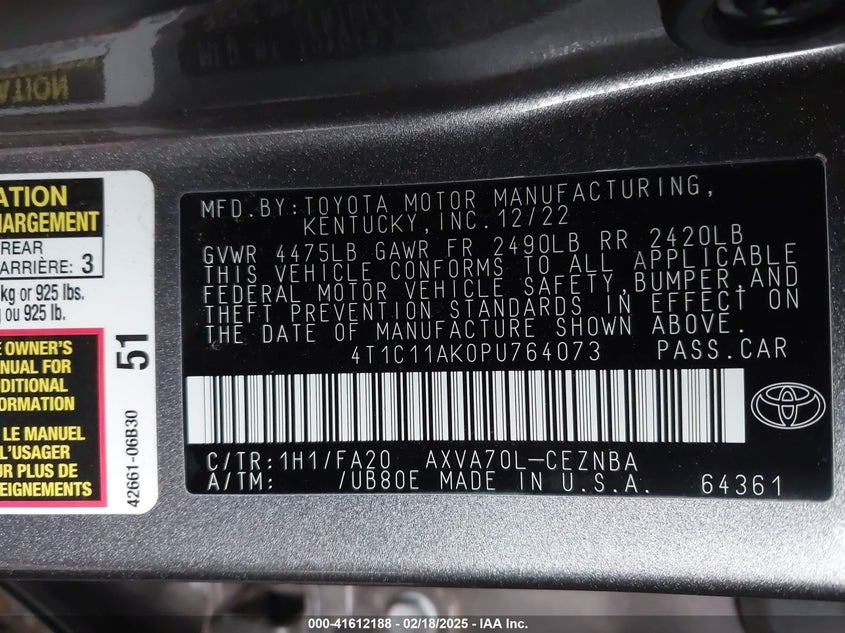 ATION
HARGEMENT
REAR
ARRIÈRE: 3
kg or 925 lbs.
ou 925 lb.
OWNER'S
NUAL FOR
DITIONAL
ORMATION
LE MANUEL
L'USAGER
UR PLUS DE
EIGNEMENTS
51
42661-06B30
MFD.BY:TOYOTA MOTOR MANUFACTURING,
KENTUCKY,INC.12/22
GVWR 4475LB GAWR FR 2490LB RR 2420LB
THIS VEHICLE CONFORMS TO ALL APPLICABLE
FEDERAL MOTOR VEHICLE SAFETY,BUMPER,AND
THEFT PREVENTION STANDARDS IN EFFECT ON
THE DATE OF MANUFACTURE SHOWN ABOVE.
4T1C11AK0PU764073 PASS.CAR
C/TR:1H1/FA20 AXVA70L-CEZNBA
A/TM: /UB80E MADE IN U.S.A. 64361
000-41612188 - 02/18/2025 - IAA Inc.